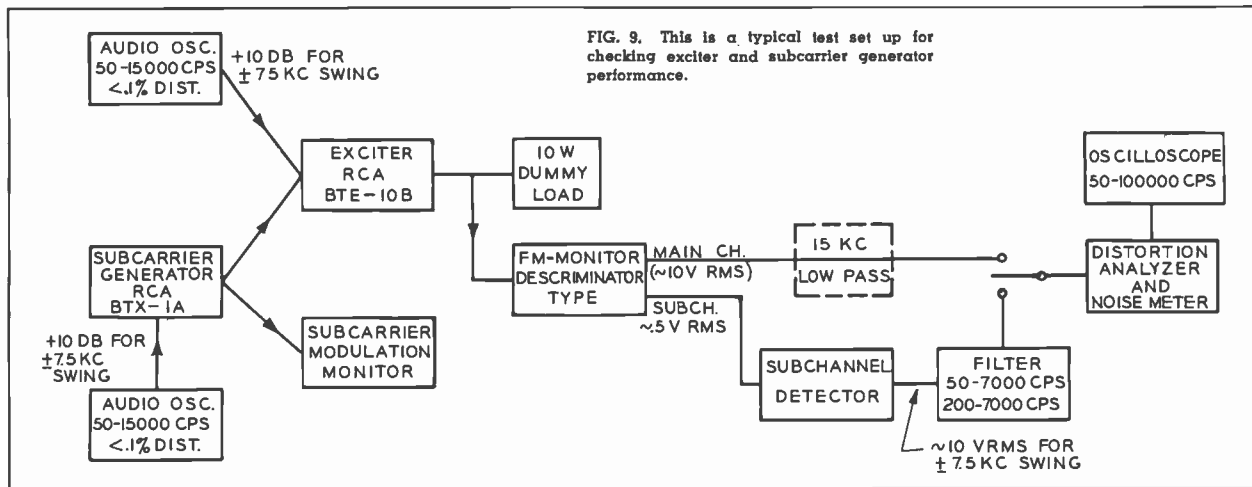 FIG. 9. This is a typical test set up for
checking exciter and subcarrier generator
performance.
AUDIO OSC.
50-15000 CPS
<.1% DIST.
+10 DB FOR
±75 KC SWING
EXCITER
RCA
BTE-10B
10 W
DUMMY
LOAD
OSCILLOSCOPE
50-100000 CPS
SUBCARRIER
GENERATOR
RCA
BTX-1A
FM-MONITOR
DESCRIMINATOR
TYPE
MAIN CH.
(~10V RMS)
SUBCH.
~.5 V RMS
15 KC
LOW PASS
DISTORTION
ANALYZER
AND
NOISE METER
+10 DB FOR
±7.5 KC
SWING
SUBCARRIER
MODULATION
MONITOR
SUBCHANNEL
DETECTOR
FILTER
50-7000 CPS
200-7000 CPS
AUDIO OSC.
50-15000 CPS
<.1% DIST.
~10 VRMS FOR
±7.5 KC SWING